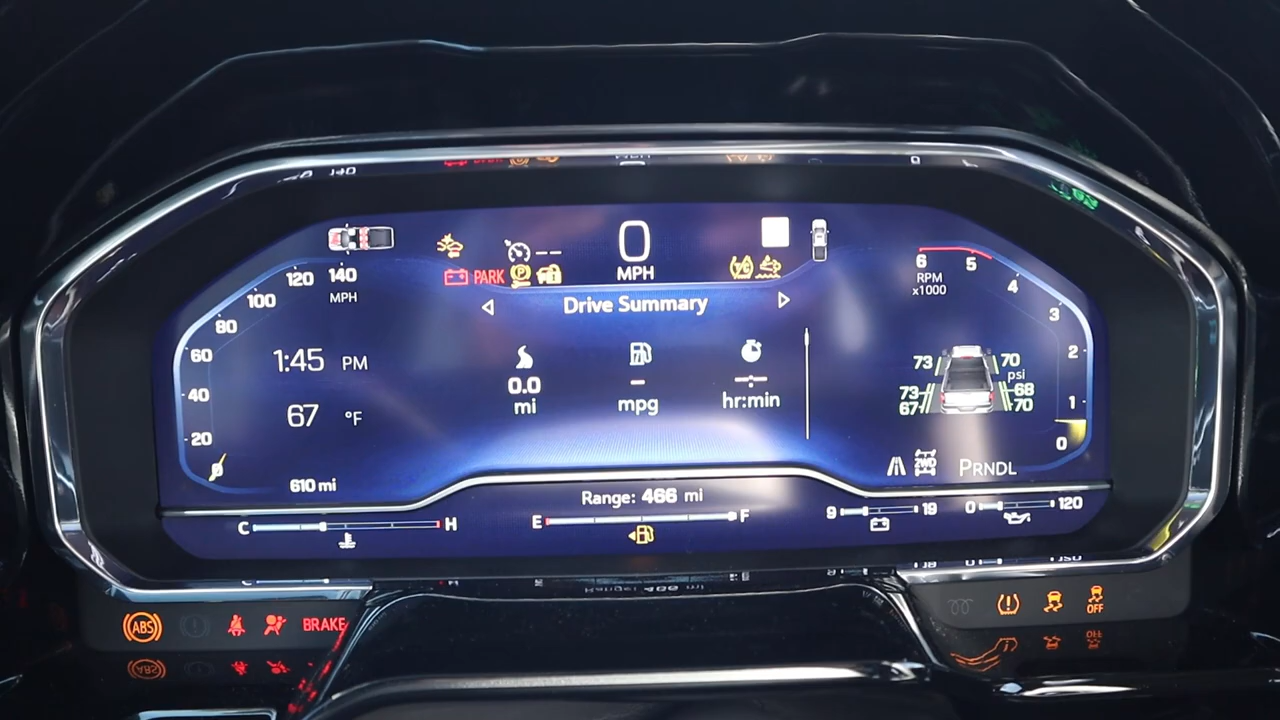 0
MPH
PARK
Drive Summary
120 140
MPH
100
80
60
40
20
0
1:45 PM
67 °F
610 mi
0.0
mi
mpg
hr:min
6 5 4 3 2 1 0
RPM
x1000
73 70
psi
73 68
67 70
2WD
PRNDL
Range: 466 mi
C H
E F
9 19
0 120
ABS
BRAKE
OFF